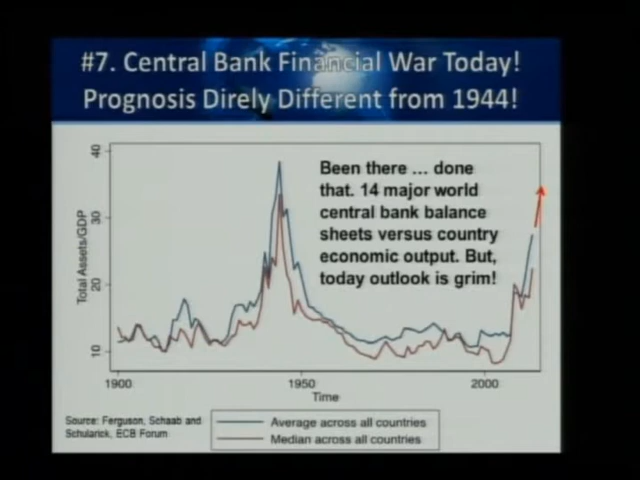 #7. Central Bank Financial War Today!
Prognosis Direly Different from 1944!
Been there ... done
that. 14 major world
central bank balance
sheets versus country
economic output. But,
today outlook is grim!
Total Assets/GDP
40
30
20
10
1900
1950
2000
Time
Source: Ferguson, Schaab and
Schularick, ECB Forum
Average across all countries
Median across all countries